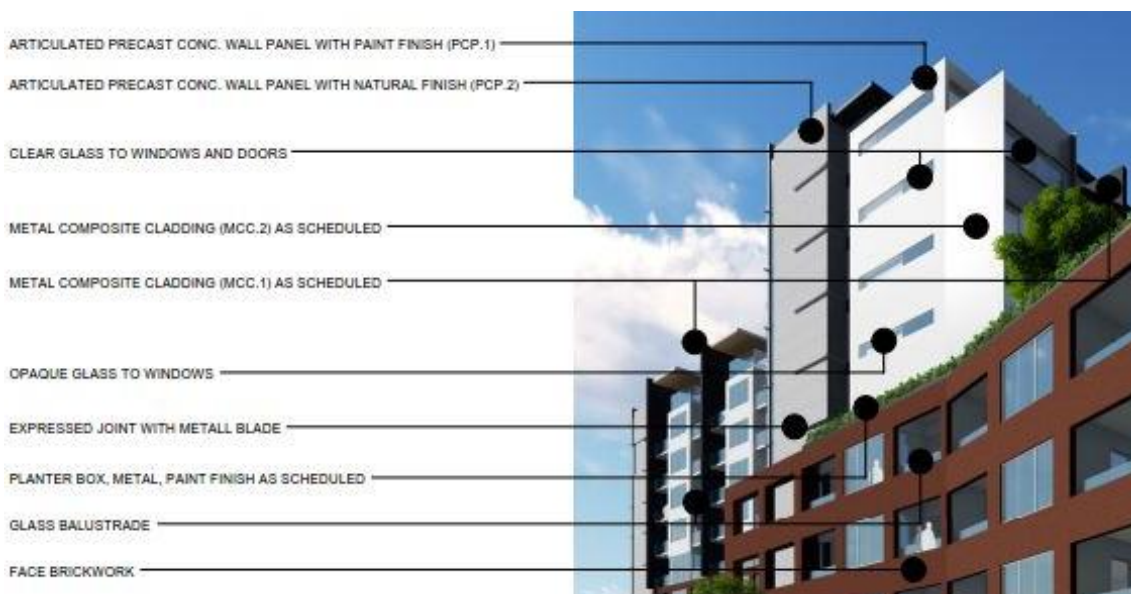 ARTICULATED PRECAST CONC. WALL PANEL WITH PAINT FINISH (PCP.1)
ARTICULATED PRECAST CONC. WALL PANEL WITH NATURAL FINISH (PCP.2)
CLEAR GLASS TO WINDOWS AND DOORS
METAL COMPOSITE CLADDING (MCC.2) AS SCHEDULED
METAL COMPOSITE CLADDING (MCC.1) AS SCHEDULED
OPAQUE GLASS TO WINDOWS
EXPRESSED JOINT WITH METALL BLADE
PLANTER BOX, METAL, PAINT FINISH AS SCHEDULED
GLASS BALUSTRADE
FACE BRICKWORK